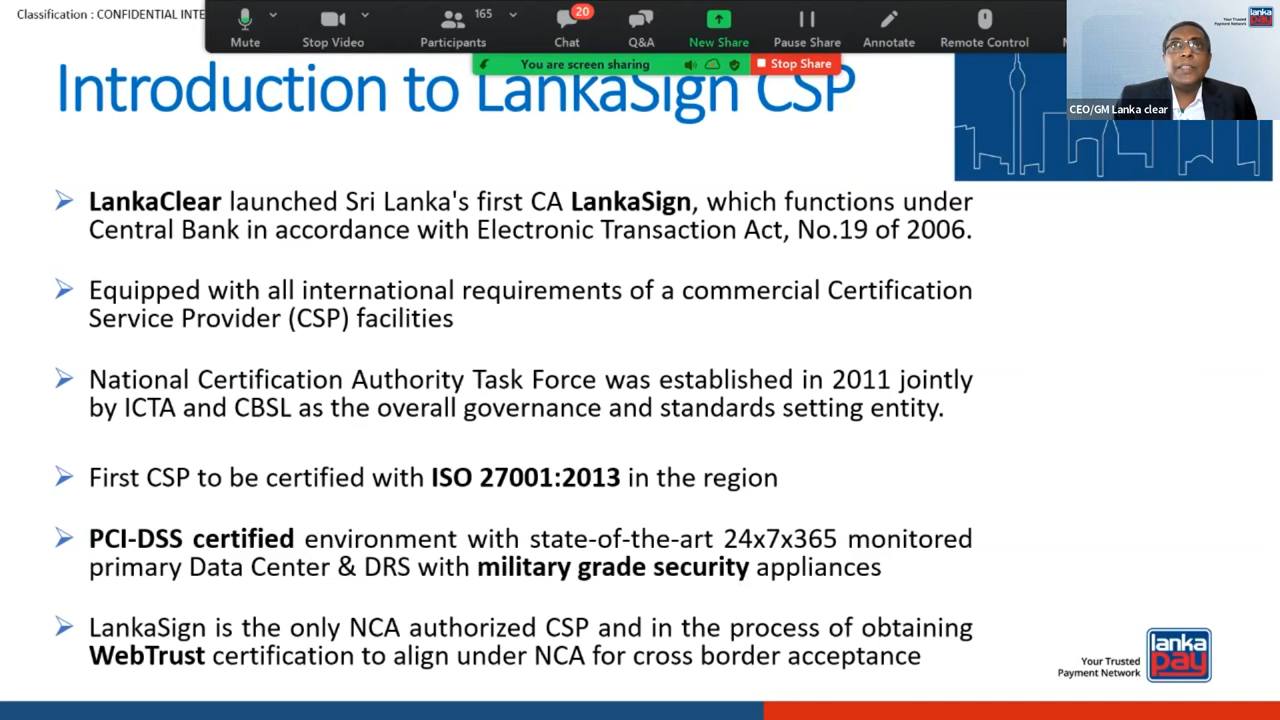 Classification : CONFIDENTIAL INTE
Mute
Stop Video
165
Participants
20
Chat
Q&A
New Share
Pause Share
Annotate
Remote Control
You are screen sharing
Stop Share
Your Trusted
Payment Network
lanka
pay
CEO/GM Lanka clear
Introduction to LankaSign CSP
LankaClear launched Sri Lanka's first CA LankaSign, which functions under
Central Bank in accordance with Electronic Transaction Act, No.19 of 2006.
Equipped with all international requirements of a commercial Certification
Service Provider (CSP) facilities
National Certification Authority Task Force was established in 2011 jointly
by ICTA and CBSL as the overall governance and standards setting entity.
First CSP to be certified with ISO 27001:2013 in the region
PCI-DSS certified environment with state-of-the-art 24x7x365 monitored
primary Data Center & DRS with military grade security appliances
LankaSign is the only NCA authorized CSP and in the process of obtaining
WebTrust certification to align under NCA for cross border acceptance
Your Trusted
Payment Network
lanka
pay